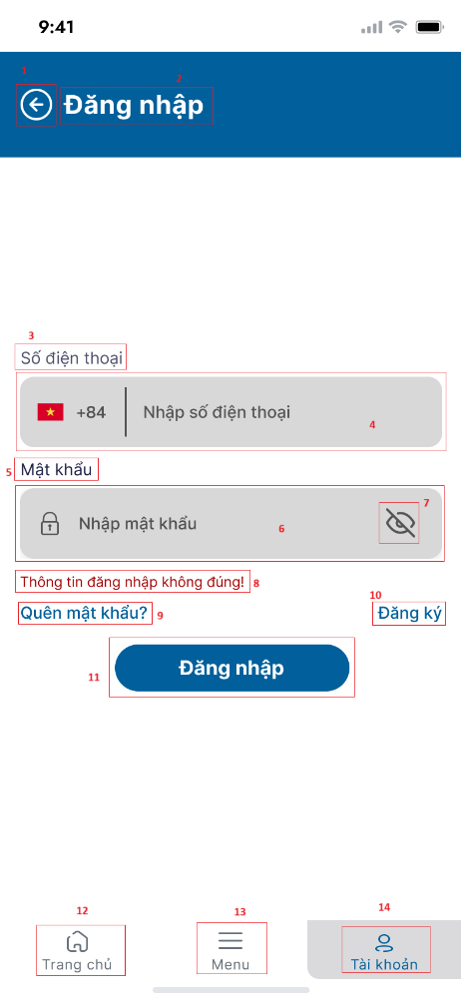 9:41
1
2
Đăng nhập
3
Số điện thoại
+84 Nhập số điện thoại
4
5 Mật khẩu
7
Nhập mật khẩu 6
Thông tin đăng nhập không đúng! 8
10
Quên mật khẩu? 9 Đăng ký
11 Đăng nhập
12 13 14
Trang chủ Menu Tài khoản